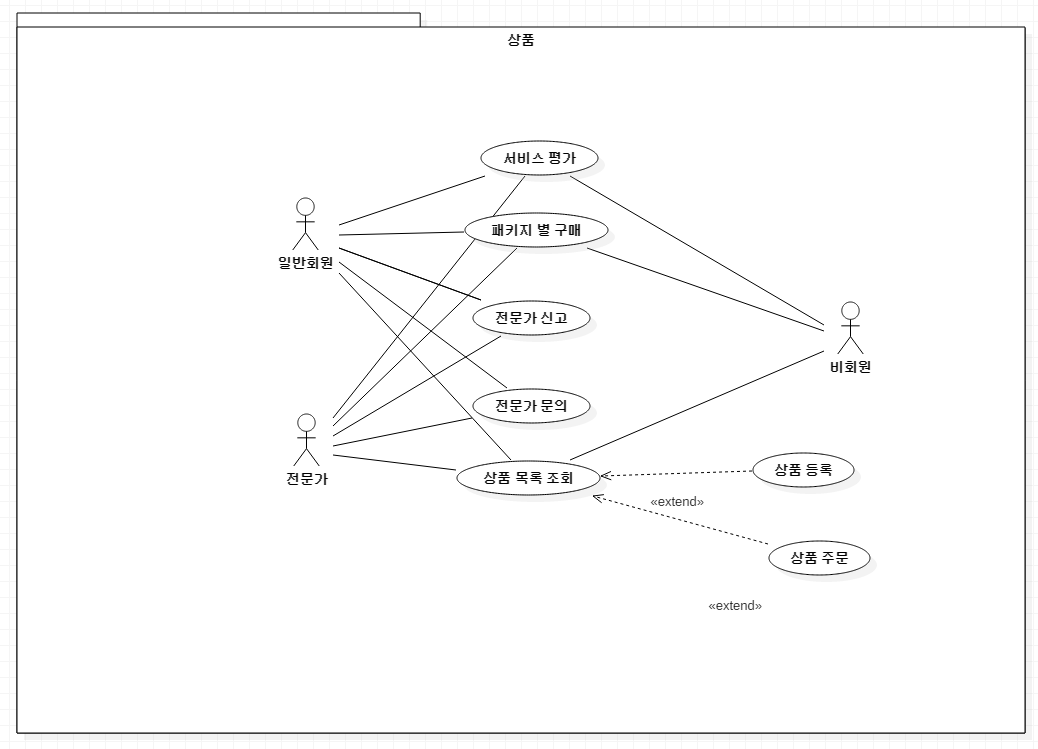 상품
서비스 평가
패키지 별 구매
일반회원
전문가 신고
비회원
전문가 문의
전문가
상품 목록 조회
상품 등록
«extend»
상품 주문
«extend»